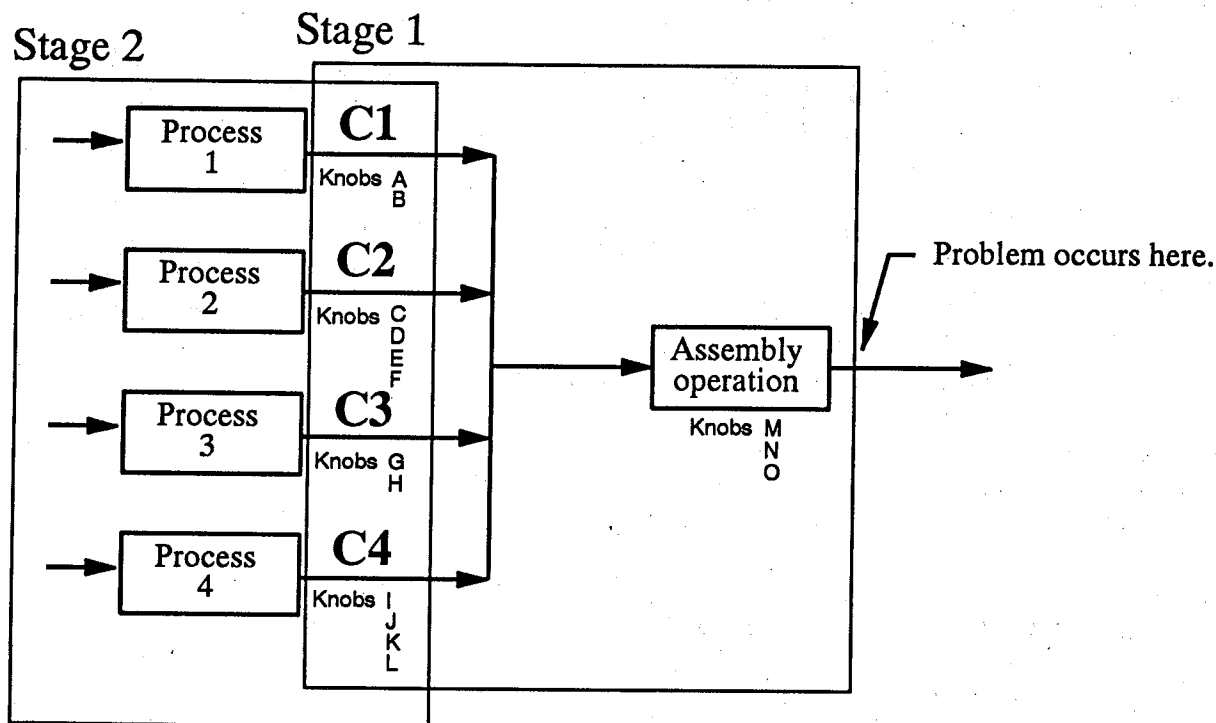 Stage 2
Stage 1
Process
1
C1
Knobs A
B
Process
2
C2
Knobs C
D
E
F
Process
3
C3
Knobs G
H
Process
4
C4
Knobs I
J
K
L
Assembly
operation
Knobs M
N
O
Problem occurs here.